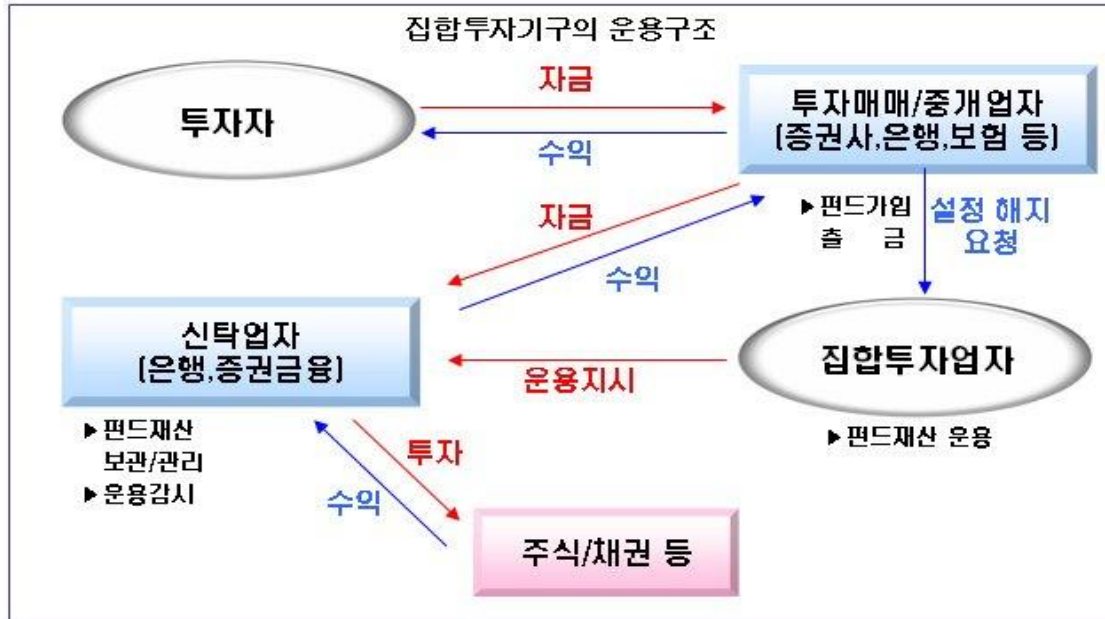 집합투자기구의 운용구조
투자자
자금
수익
투자매매/중개업자
(증권사,은행,보험 등)
자금
수익
▶펀드가입
출 금
설정 해지
요청
신탁업자
(은행,증권금융)
운용지시
집합투자업자
▶펀드재산
보관/관리
▶운용감시
▶펀드재산 운용
투자
수익
주식/채권 등